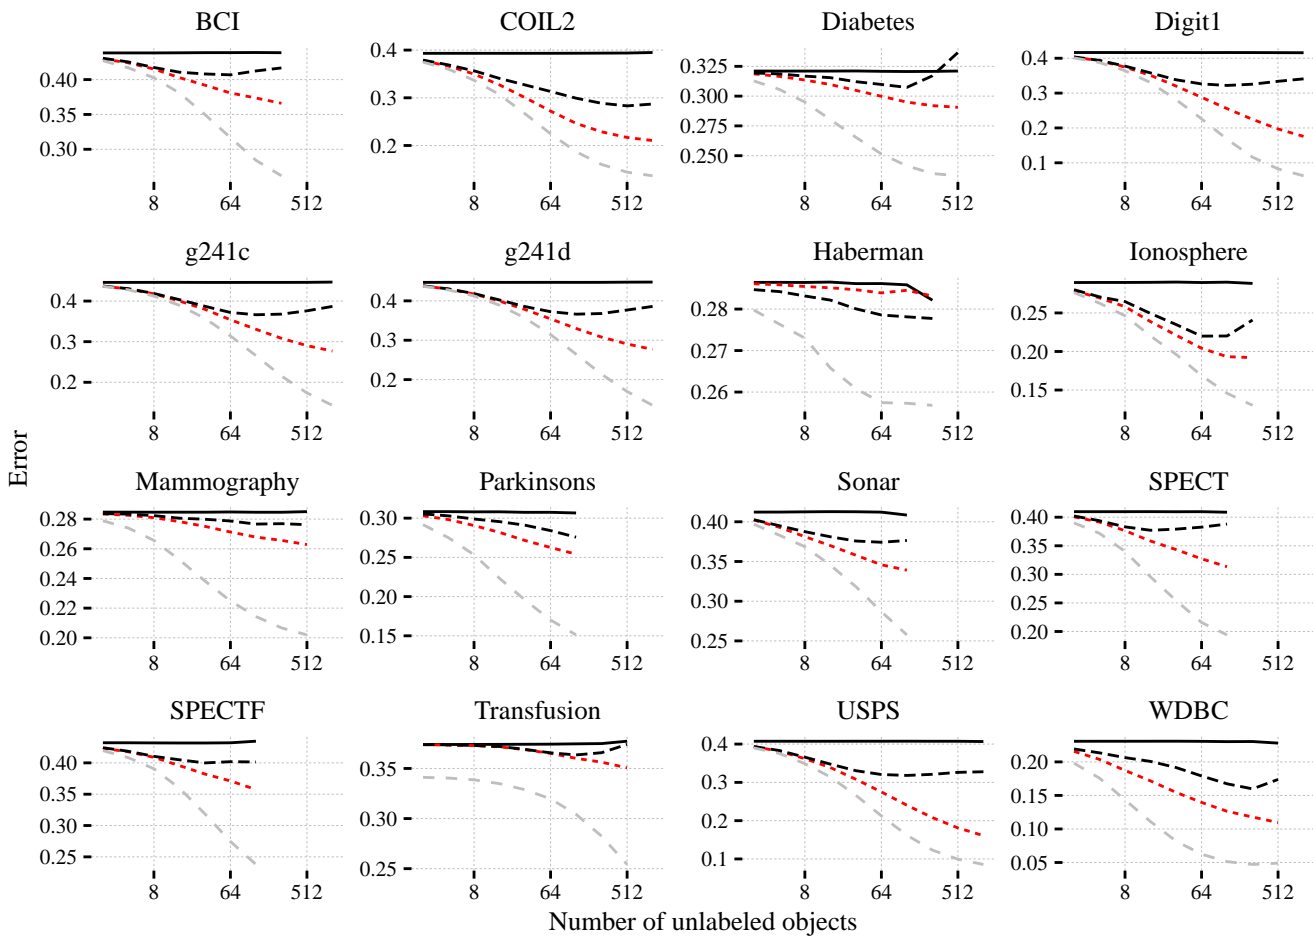 BCI COIL2 Diabetes Digit1
0.40 0.35 0.30
0.4 0.3 0.2
0.325 0.300 0.275 0.250
0.4 0.3 0.2 0.1
8 64 512 8 64 512 8 64 512 8 64 512
g241c g241d Haberman Ionosphere
0.4 0.3 0.2
0.4 0.3 0.2
0.28 0.27 0.26
0.25 0.20 0.15
8 64 512 8 64 512 8 64 512 8 64 512
Error
Mammography Parkinsons Sonar SPECT
0.28 0.26 0.24 0.22 0.20
0.30 0.25 0.20 0.15
0.40 0.35 0.30 0.25
0.40 0.35 0.30 0.25 0.20
8 64 512 8 64 512 8 64 512 8 64 512
SPECTF Transfusion USPS WDBC
0.40 0.35 0.30 0.25
0.35 0.30 0.25
0.4 0.3 0.2 0.1
0.20 0.15 0.10 0.05
8 64 512 8 64 512 8 64 512 8 64 512
Number of unlabeled objects